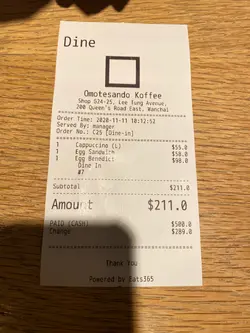 Dine
Omotesando Koffee
Shop G24-25, Lee Tung Avenue,
200 Queen's Road East, Wanchai
Order Time: 2020-11-11 10:12:52
Served By: manager
Order No.: C25 [Dine-in]
1 Cappuccino (L) $55.0
1 Egg Sandwich $58.0
1 Egg Benedict $98.0
Dine In
#7
Subtotal $211.0
Amount $211.0
PAID (CASH) $500.0
Change $289.0
Thank you
Powered by Eats365